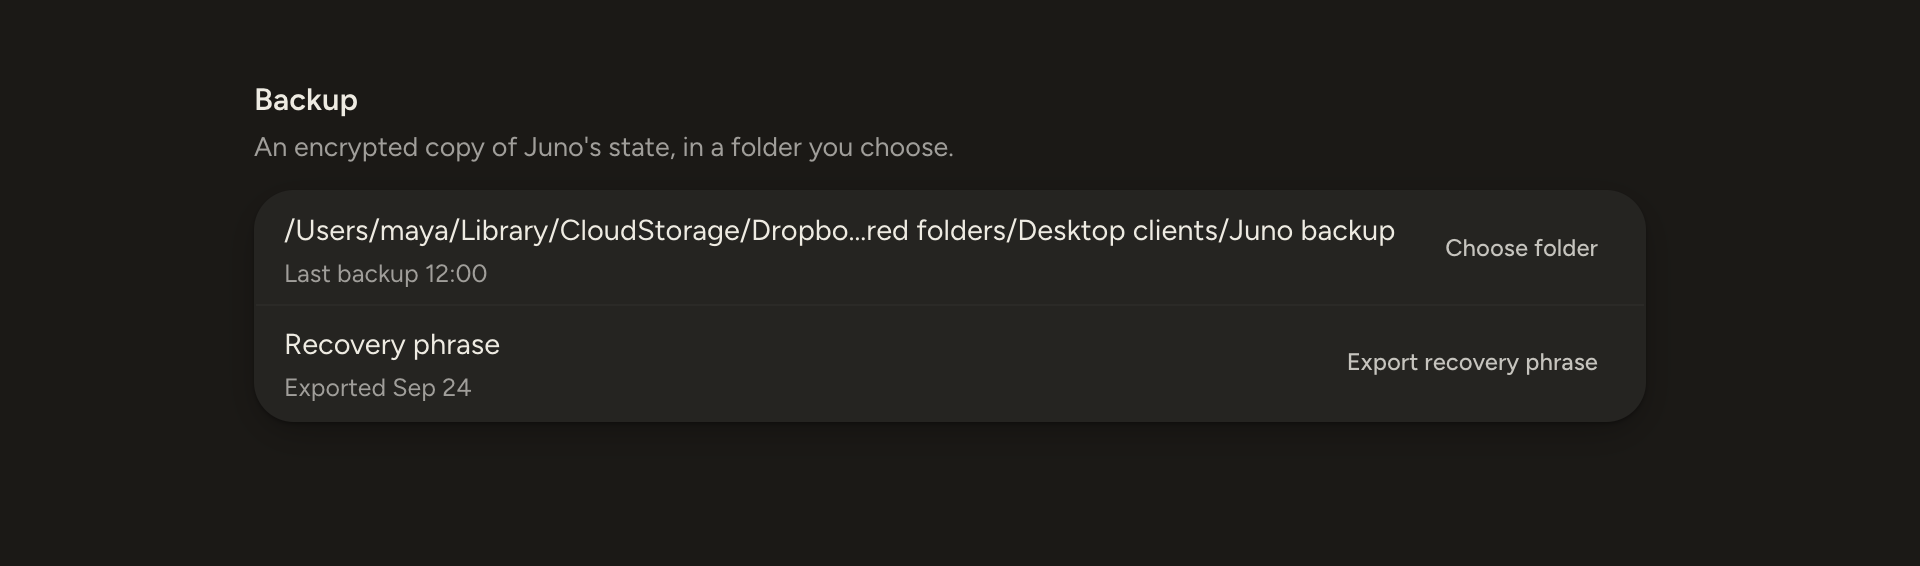 Backup
An encrypted copy of Juno's state, in a folder you choose.
/Users/maya/Library/CloudStorage/Dropbo...red folders/Desktop clients/Juno backup
Choose folder
Last backup 12:00
Recovery phrase
Export recovery phrase
Exported Sep 24